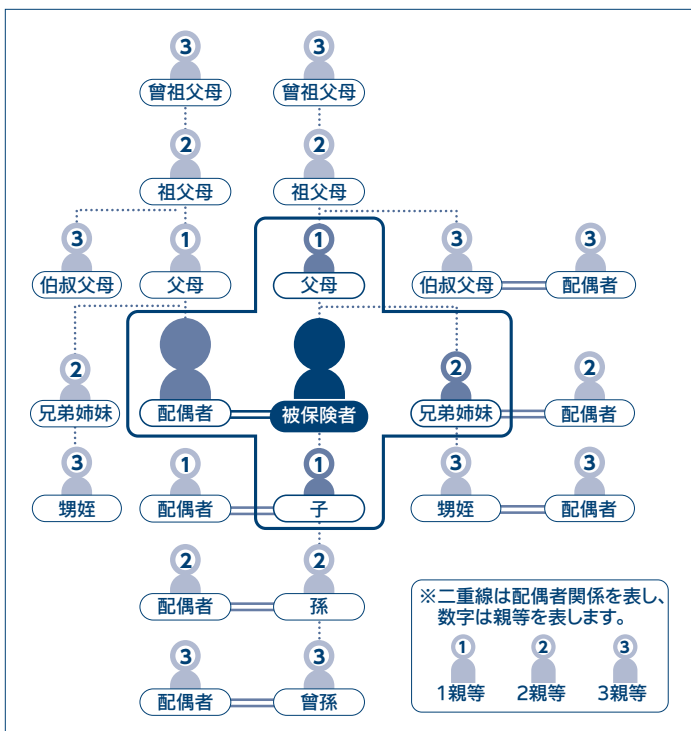 3 3
曾祖父母 曾祖父母
2 2
祖父母 祖父母
3 1 1 3 3
伯叔父母 父母 父母 伯叔父母 配偶者
2 2 2
兄弟姉妹 配偶者 被保険者 兄弟姉妹 配偶者
3 1 1 3 3
甥姪 配偶者 子 甥姪 配偶者
2 2
配偶者 孫
3 3
配偶者 曾孫
※二重線は配偶者関係を表し、
数字は親等を表します。
1 2 3
1親等 2親等 3親等